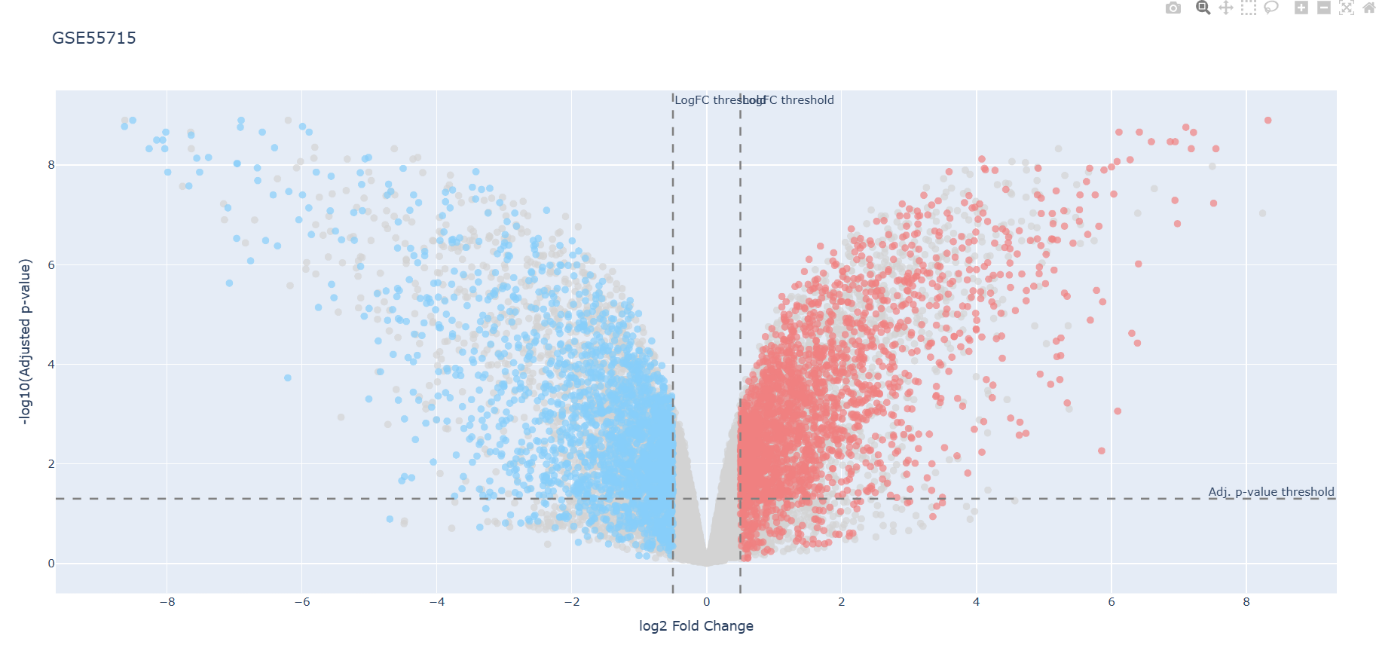 GSE55715
LogFC threshold
LogFC threshold
8
6
4
2
0
Adj. p-value threshold
−8
−6
−4
−2
0
2
4
6
8
log2 Fold Change
-log10(Adjusted p-value)